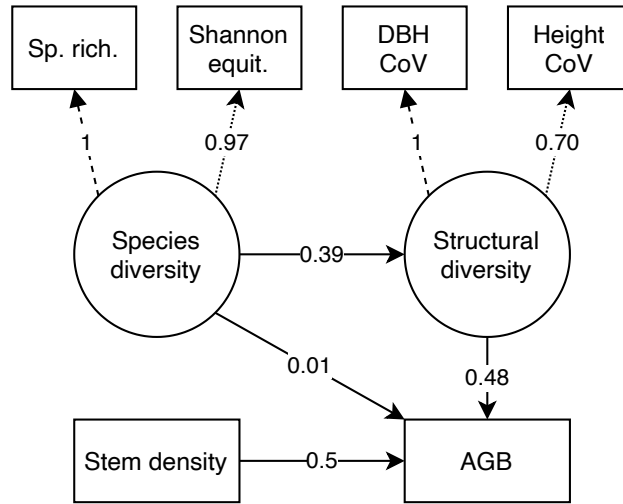 Sp. rich.
Shannon
equit.
DBH
CoV
Height
CoV
1
0.97
1
0.70
Species
diversity
0.39
Structural
diversity
0.01
0.48
Stem density
0.5
AGB